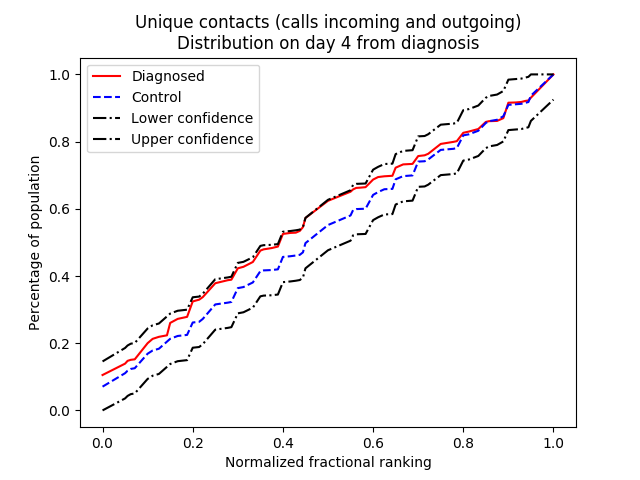 Unique contacts (calls incoming and outgoing)
Distribution on day 4 from diagnosis
Diagnosed
Control
Lower confidence
Upper confidence
Percentage of population
1.0
0.8
0.6
0.4
0.2
0.0
0.0 0.2 0.4 0.6 0.8 1.0
Normalized fractional ranking